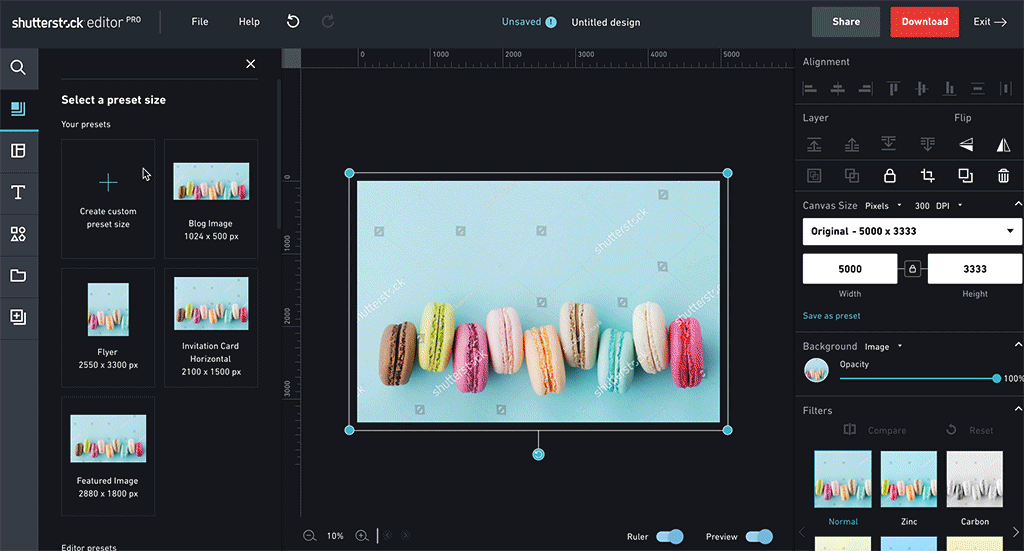 shutterstock editor PRO
File
Help
Unsaved
!
Untitled design
Share
Download
Exit
Select a preset size
Your presets
Create custom
preset size
Blog Image
1024 x 500 px
Flyer
2550 x 3300 px
Invitation Card
Horizontal
2100 x 1500 px
Featured Image
2880 x 1800 px
Editor presets
0
1000
2000
3000
4000
5000
0
1000
2000
3000
shutterstock
shutterstock
shutterstock
shutterstock
shutterstock
10%
Ruler
Preview
Alignment
Layer
Flip
Canvas Size
Pixels
300 DPI
Original - 5000 x 3333
5000
3333
Width
Height
Save as preset
Background
Image
Opacity
100%
Filters
Compare
Reset
Normal
Zinc
Carbon